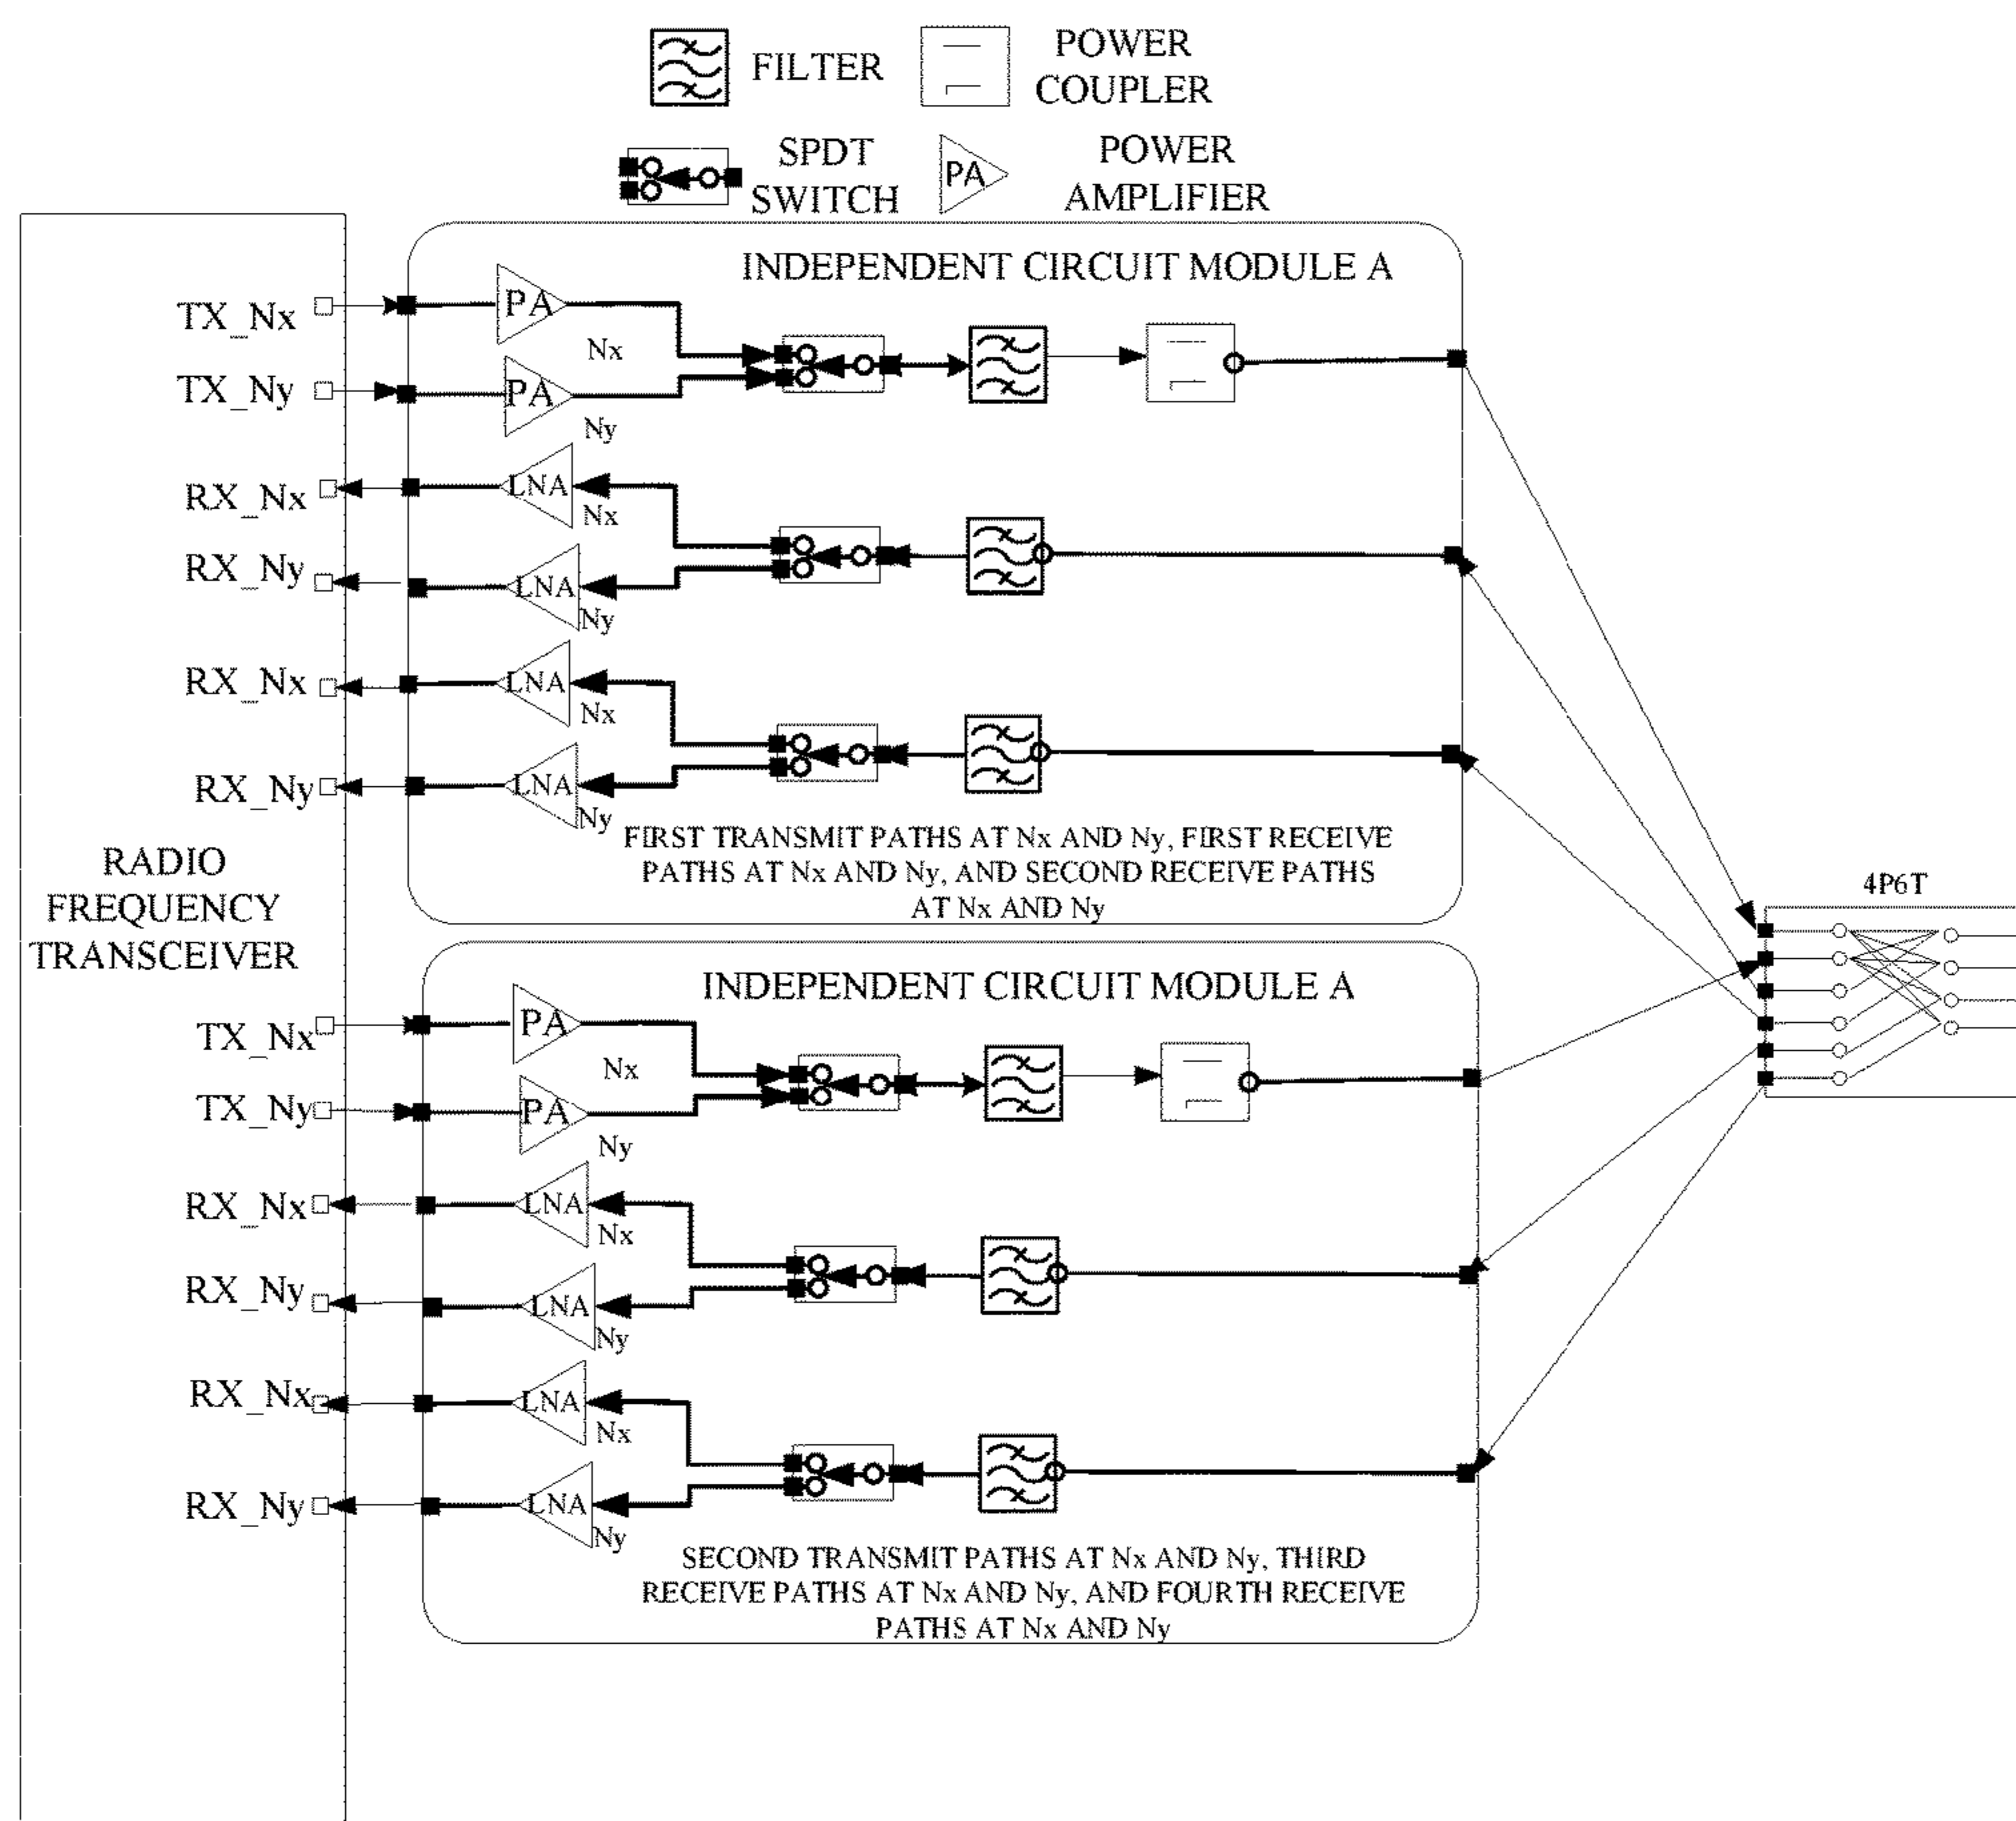 FILTER
POWER
COUPLER
SPDT
SWITCH
PA
POWER
AMPLIFIER
INDEPENDENT CIRCUIT MODULE A
TX_Nx
PA
Nx
TX_Ny
PA
Ny
RX_Nx
LNA
Nx
RX_Ny
LNA
Ny
RX_Nx
LNA
Nx
RX_Ny
LNA
Ny
FIRST TRANSMIT PATHS AT Nx AND Ny, FIRST RECEIVE
PATHS AT Nx AND Ny, AND SECOND RECEIVE PATHS
AT Nx AND Ny
RADIO
FREQUENCY
TRANSCEIVER
4P6T
INDEPENDENT CIRCUIT MODULE A
TX_Nx
PA
Nx
TX_Ny
PA
Ny
RX_Nx
LNA
Nx
RX_Ny
LNA
Ny
RX_Nx
LNA
Nx
RX_Ny
LNA
Ny
SECOND TRANSMIT PATHS AT Nx AND Ny, THIRD
RECEIVE PATHS AT Nx AND Ny, AND FOURTH RECEIVE
PATHS AT Nx AND Ny